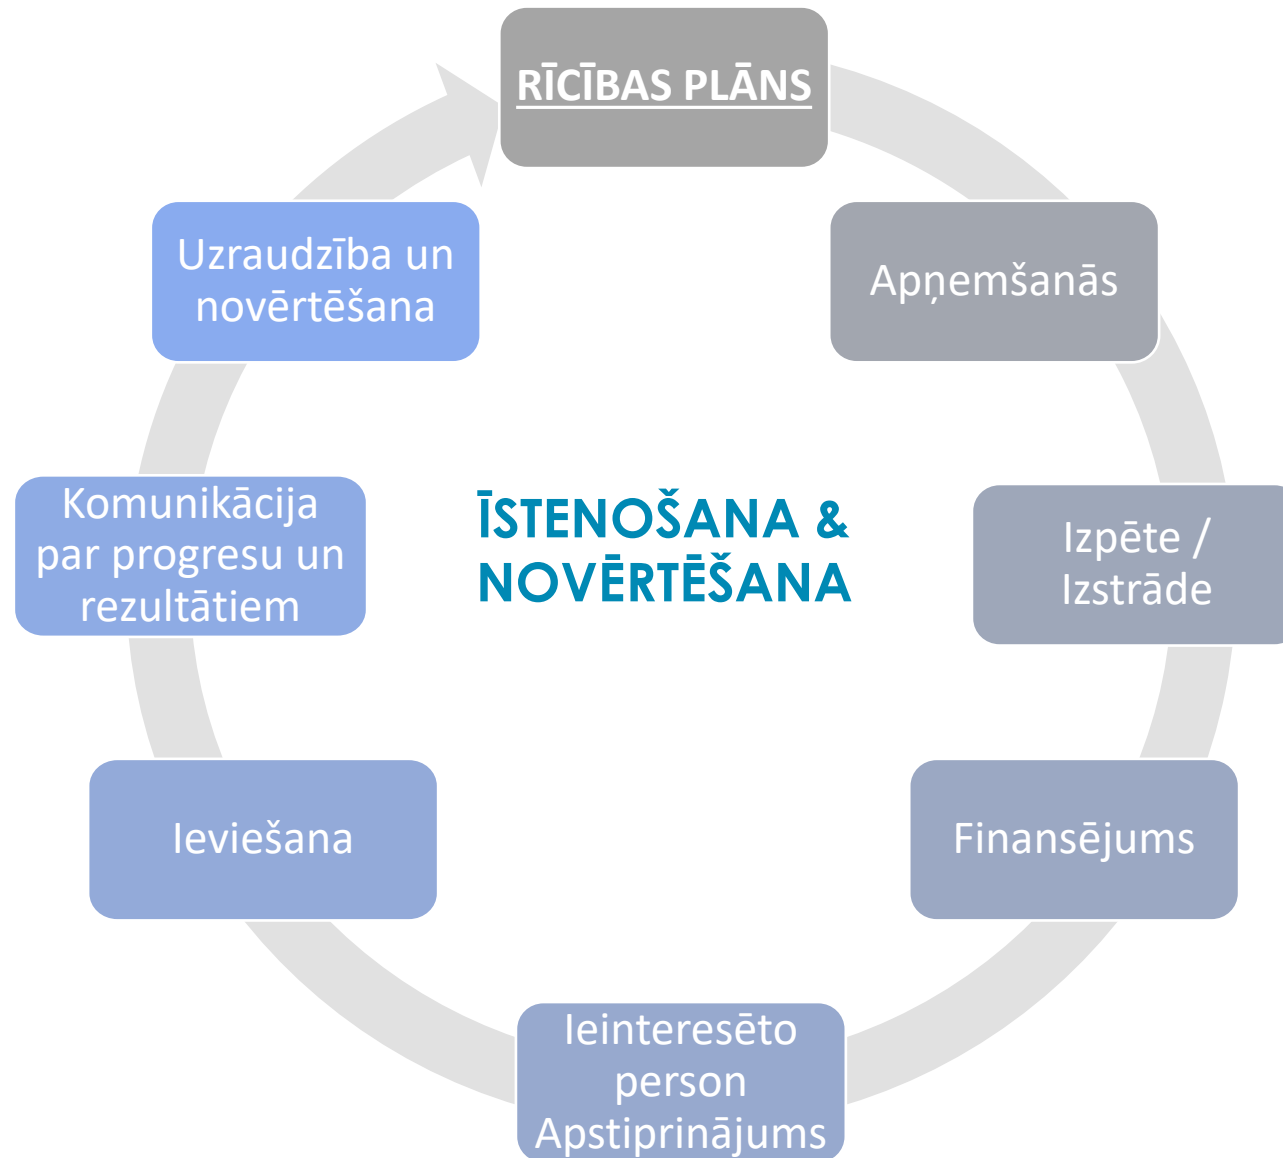 RĪCĪBAS PLĀNS
Apņemšanās
Izpēte /
Izstrāde
Finansējums
Ieinteresēto
person
Apstiprinājums
Ieviešana
Komunikācija
par progresu un
rezultātiem
Uzraudzība un
novērtēšana
ĪSTENOŠANA &
NOVĒRTĒŠANA